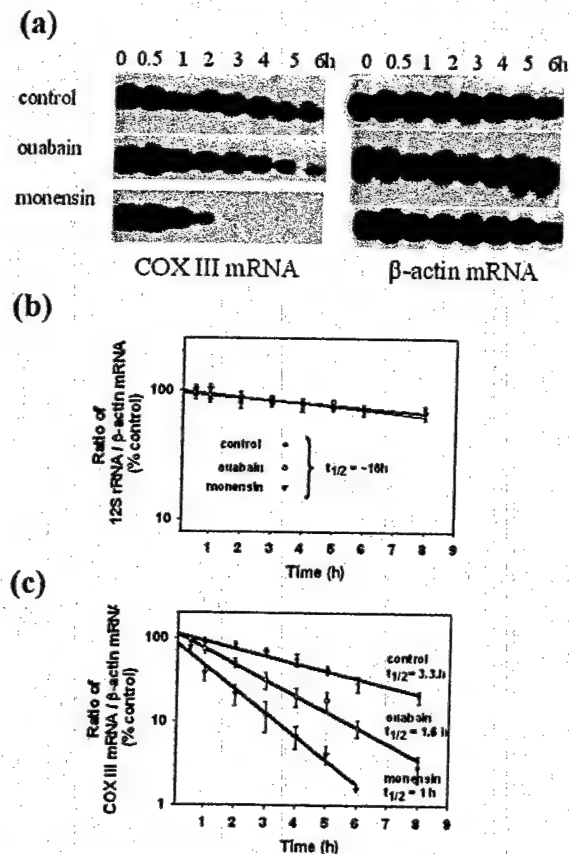 (a)
0 0.5 1 2 3 4 5 6h
0 0.5 1 2 3 4 5 6h
control
ouabain
monensin
COX III mRNA
β-actin mRNA
(b)
Ratio of
12S rRNA / β-actin mRNA
(% control)
100
10
control
ouabain
monensin
t1/2 = ~16h
1 2 3 4 5 6 7 8 9
Time (h)
(c)
Ratio of
COX III mRNA / β-actin mRNA
(% control)
100
10
1
control
t1/2 = 3.3 h
ouabain
t1/2 = 1.6 h
monensin
t1/2 = 1 h
1 2 3 4 5 6 7 8 9
Time (h)